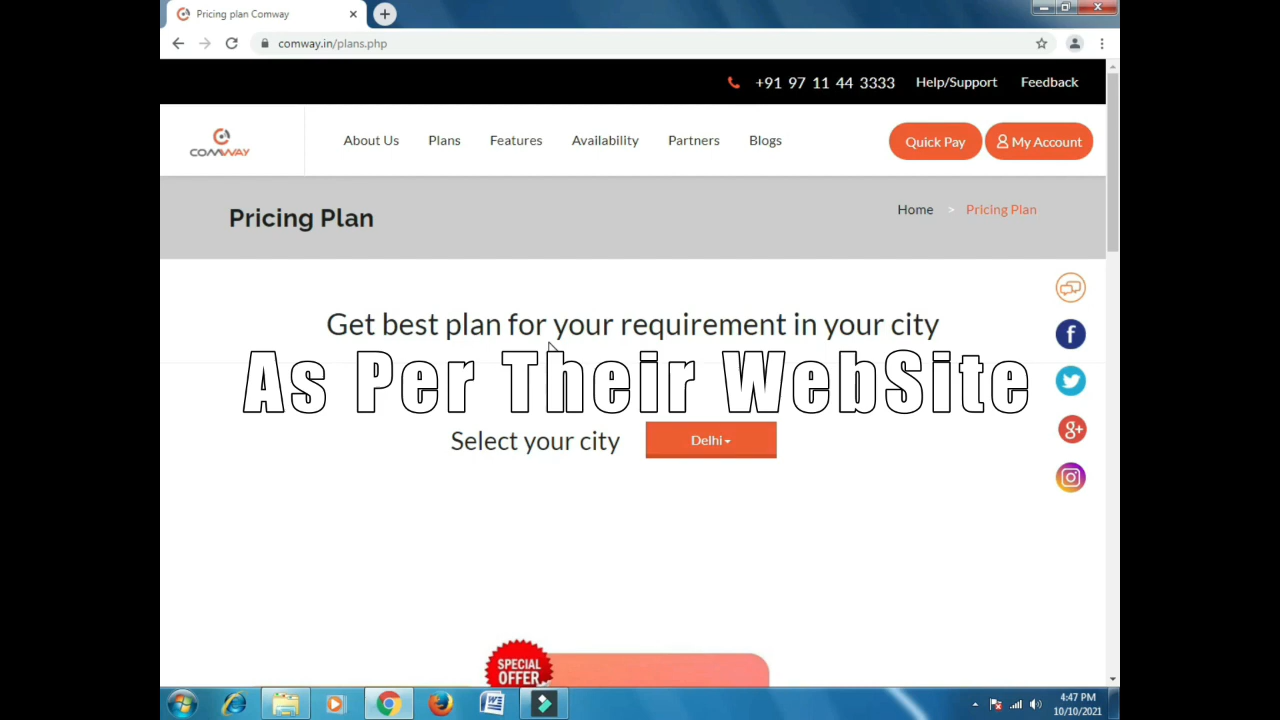 Pricing plan Comway
comway.in/plans.php
+91 97 11 44 3333 Help/Support Feedback
COMWAY
About Us Plans Features Availability Partners Blogs
Quick Pay My Account
Pricing Plan
Home > Pricing Plan
Get best plan for your requirement in your city
As Per Their WebSite
Select your city Delhi
SPECIAL
OFFER
4:47 PM
10/10/2021